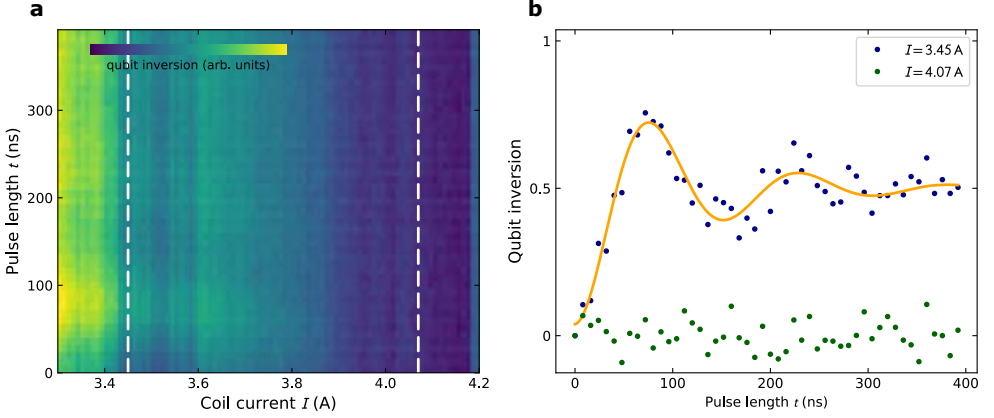 a
qubit inversion (arb. units)
Pulse length t (ns)
0
100
200
300
3.4
3.6
3.8
4.0
4.2
Coil current I (A)
b
I = 3.45 A
I = 4.07 A
Qubit inversion
1
0.5
0
0
100
200
300
400
Pulse length t (ns)